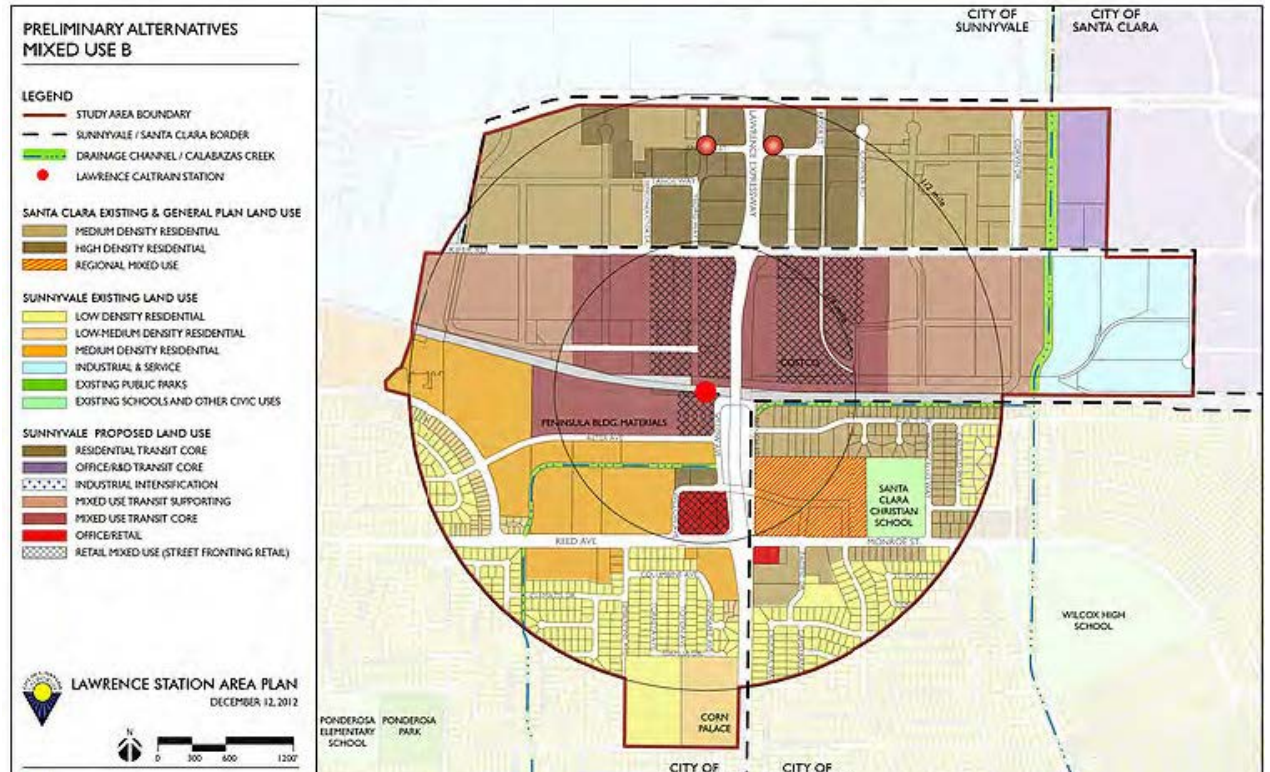 PRELIMINARY ALTERNATIVES
MIXED USE B
LEGEND
STUDY AREA BOUNDARY
SUNNYVALE / SANTA CLARA BORDER
DRAINAGE CHANNEL / CALABAZAS CREEK
LAWRENCE CALTRAIN STATION
SANTA CLARA EXISTING & GENERAL PLAN LAND USE
MEDIUM DENSITY RESIDENTIAL
HIGH DENSITY RESIDENTIAL
REGIONAL MIXED USE
SUNNYVALE EXISTING LAND USE
LOW DENSITY RESIDENTIAL
LOW-MEDIUM DENSITY RESIDENTIAL
MEDIUM DENSITY RESIDENTIAL
INDUSTRIAL & SERVICE
EXISTING PUBLIC PARKS
EXISTING SCHOOLS AND OTHER CIVIC USES
SUNNYVALE PROPOSED LAND USE
RESIDENTIAL TRANSIT CORE
OFFICE/R&D TRANSIT CORE
INDUSTRIAL INTENSIFICATION
MIXED USE TRANSIT SUPPORTING
MIXED USE TRANSIT CORE
OFFICE/RETAIL
RETAIL MIXED USE (STREET FRONTING RETAIL)
LAWRENCE STATION AREA PLAN
DECEMBER 12, 2012
N
0 300 600 1200'
CITY OF
SUNNYVALE
CITY OF
SANTA CLARA
LAWRENCE EXPRESSWAY
1/2 mile
COSTCO
PENINSULA BLDG. MATERIALS
SANTA
CLARA
CHRISTIAN
SCHOOL
REED AVE
MONROE ST.
COLUMBINE AVE
WILCOX HIGH
SCHOOL
PONDEROSA
ELEMENTARY
SCHOOL
PONDEROSA
PARK
CORN
PALACE
CITY OF
CITY OF